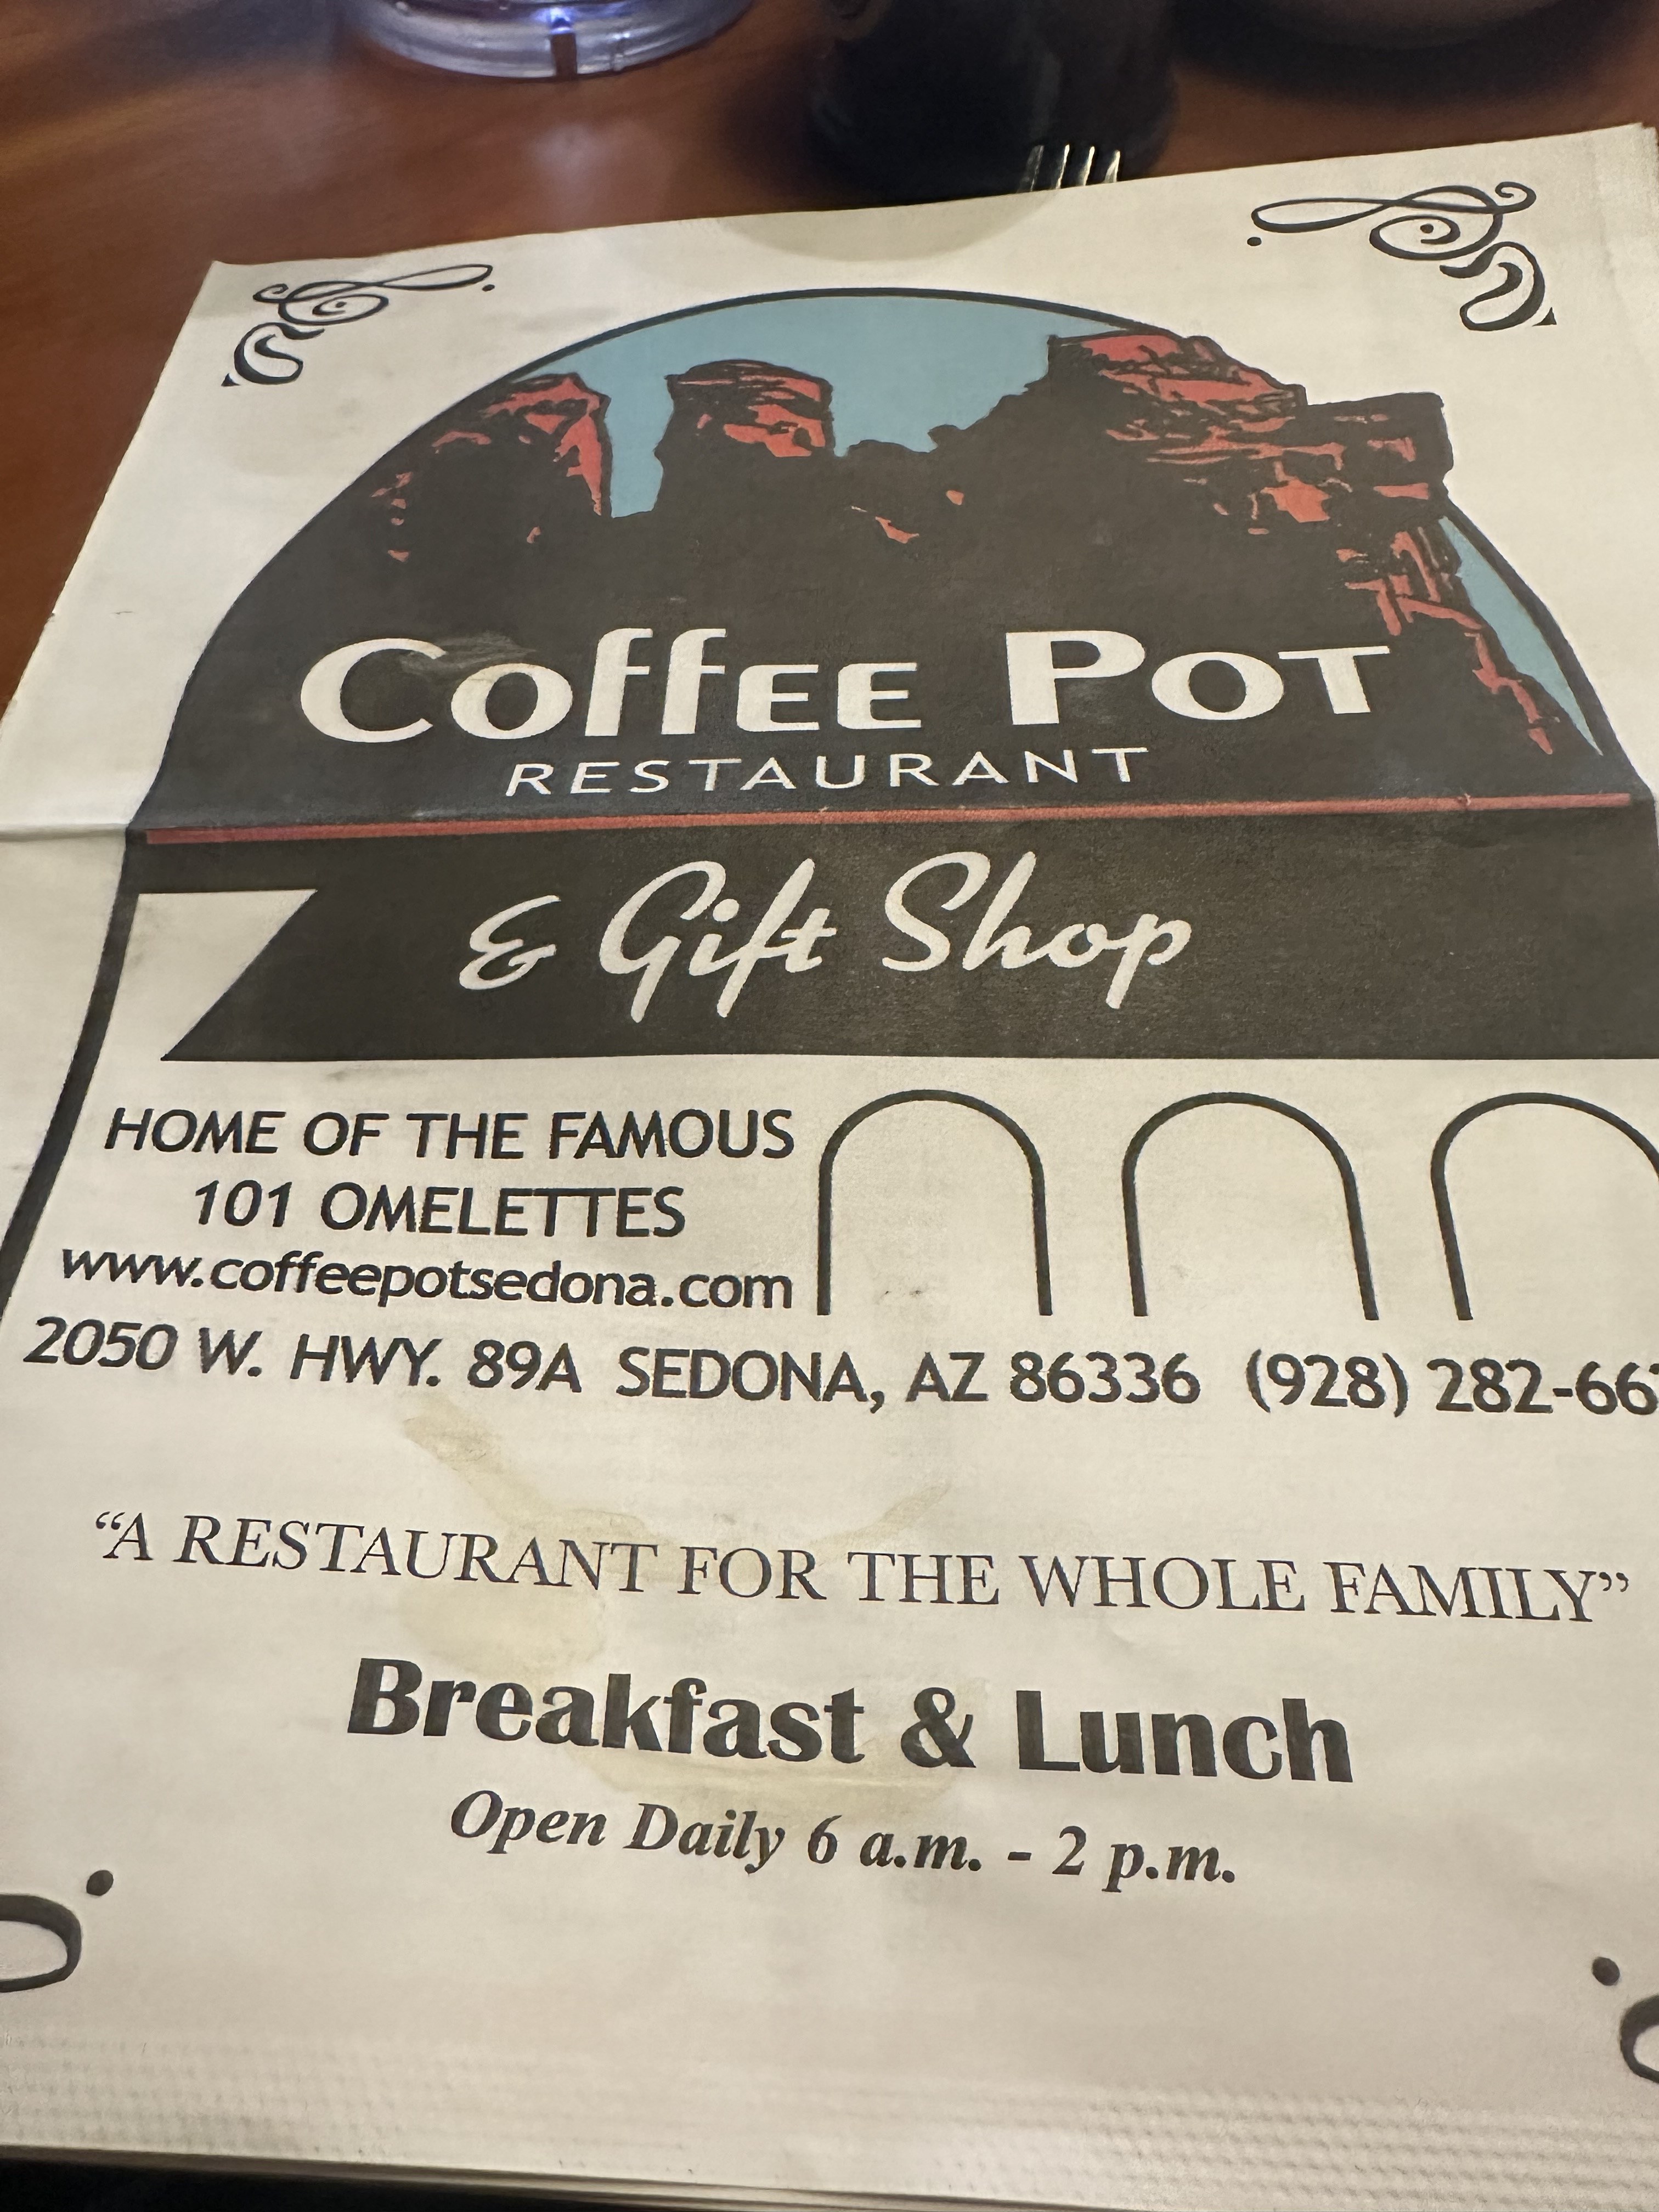 Coffee Pot
RESTAURANT
& Gift Shop
HOME OF THE FAMOUS
101 OMELETTES
www.coffeepotsedona.com
2050 W. HWY. 89A SEDONA, AZ 86336 (928) 282-66
“A RESTAURANT FOR THE WHOLE FAMILY”
Breakfast & Lunch
Open Daily 6 a.m. - 2 p.m.